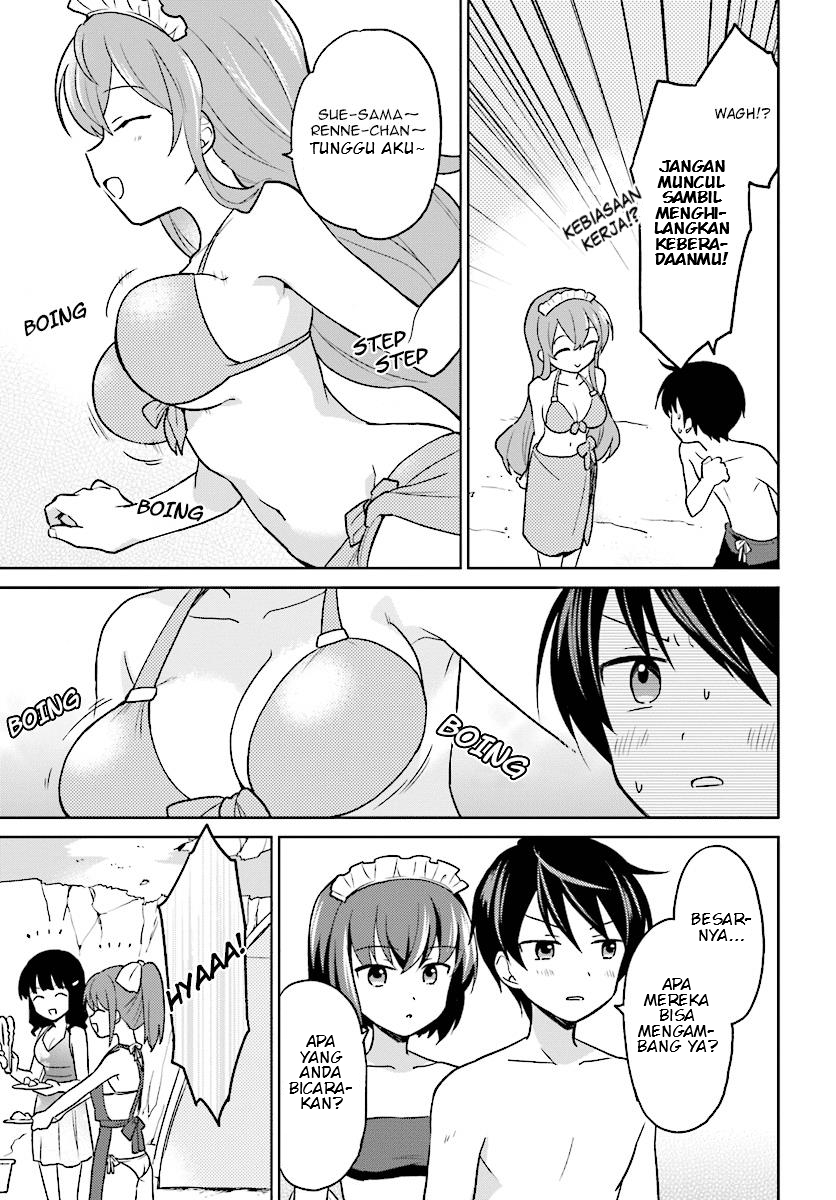 WAGH!?
JANGAN
MUNCUL
SAMBIL
MENGHI-
LANGKAN
KEBERA-
DAANMU!
KEBIASAAN
KERJA!?
SUE-SAMA~
RENNE-CHAN~
TUNGGU AKU~
BOING
STEP
STEP
BOING
BOING
BOING
BESAR-
NYA...
APA
MEREKA
BISA
MENGAM-
BANG YA?
APA
YANG
ANDA
BICARA-
KAN?
HYAAA!